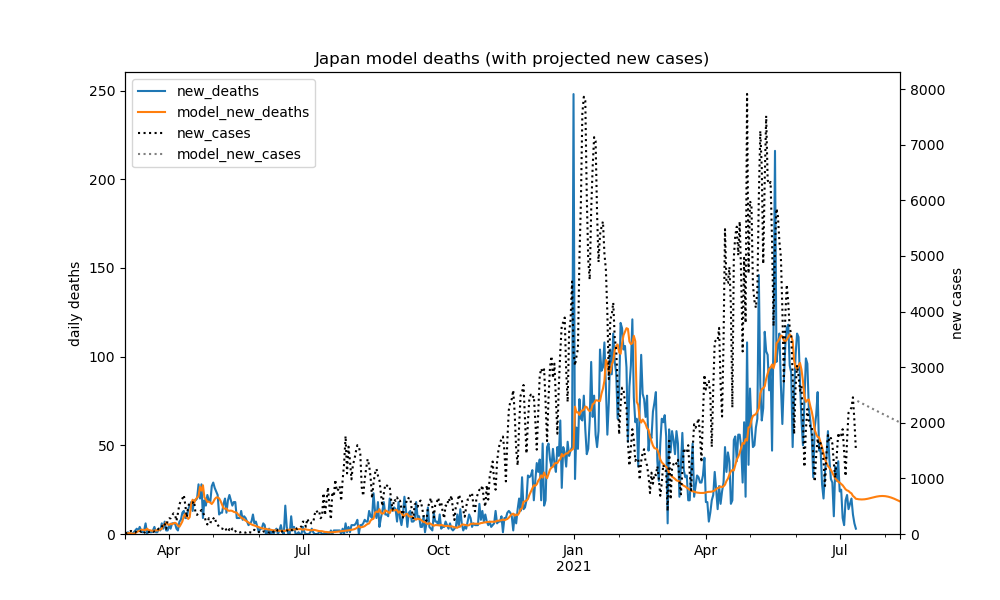 Japan model deaths (with projected new cases)
new_deaths
model_new_deaths
new_cases
model_new_cases
daily deaths
250
200
150
100
50
0
8000
7000
6000
5000
4000
3000
2000
1000
0
new cases
Apr
Jul
Oct
Jan
2021
Apr
Jul